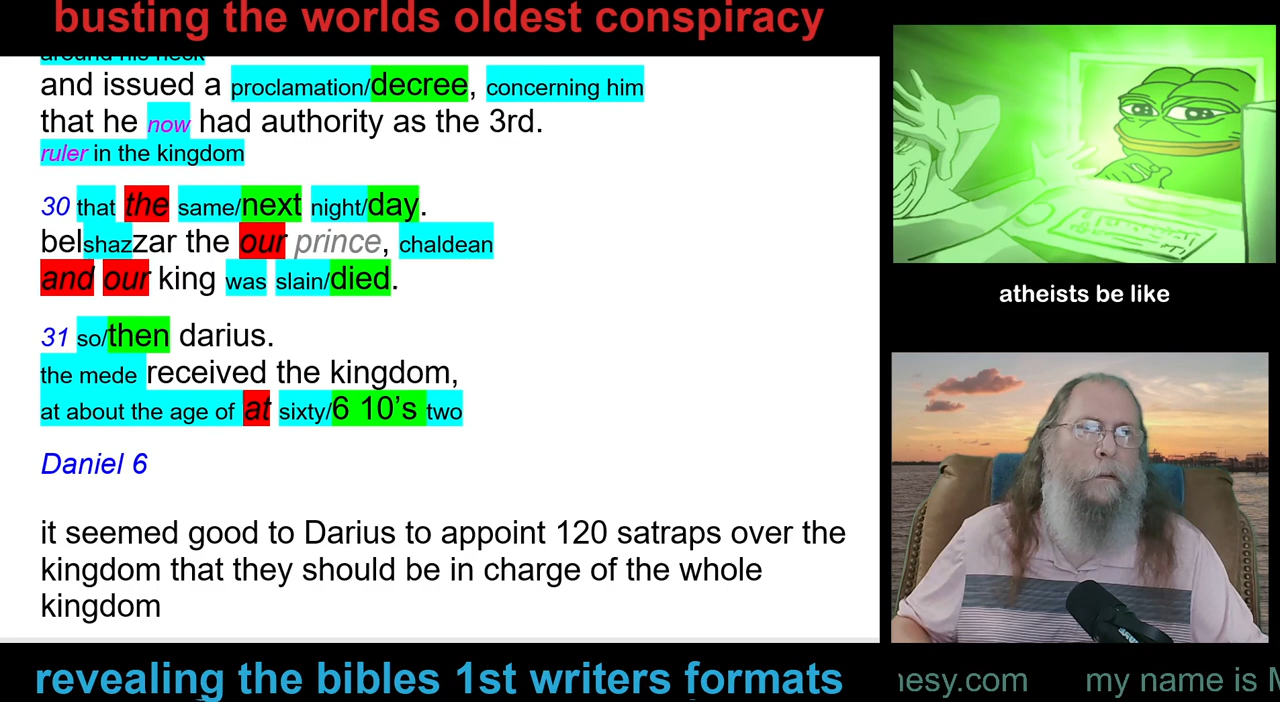 busting the worlds oldest conspiracy
around his neck
and issued a proclamation/decree, concerning him
that he now had authority as the 3rd.
ruler in the kingdom
30 that the same/next night/day.
belshazzar the our prince, chaldean
and our king was slain/died.
31 so/then darius.
the mede received the kingdom,
at about the age of at sixty/6 10’s two
Daniel 6
it seemed good to Darius to appoint 120 satraps over the
kingdom that they should be in charge of the whole
kingdom
atheists be like
revealing the bibles 1st writers formats
nesy.com my name is M